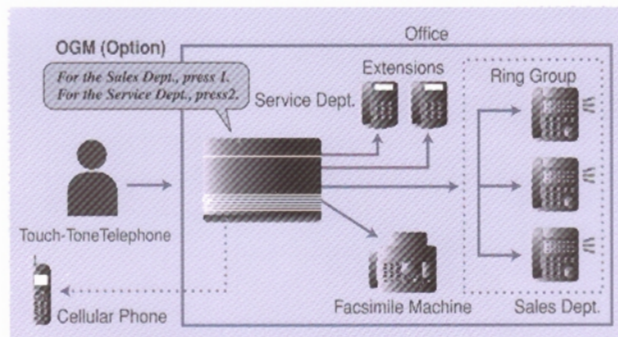 Office
OGM (Option)
For the Sales Dept., press 1.
For the Service Dept., press2.
Extensions
Service Dept.
Ring Group
Touch-ToneTelephone
Cellular Phone
Facsimile Machine
Sales Dept.